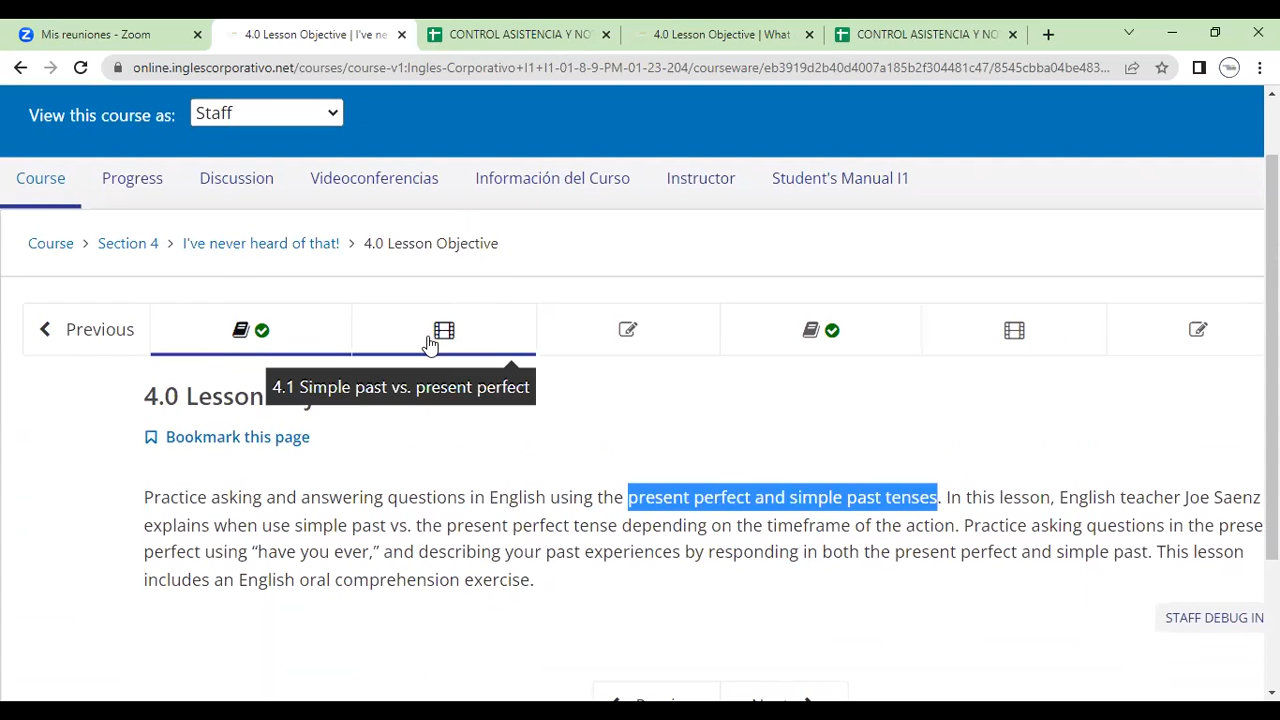 Mis reuniones - Zoom
4.0 Lesson Objective | I've ne
CONTROL ASISTENCIA Y NO
4.0 Lesson Objective | What
CONTROL ASISTENCIA Y NO
online.inglescorporativo.net/courses/course-v1:Ingles-Corporativo+I1+I1-01-8-9-PM-01-23-204/courseware/eb3919d2b40d4007a185b2f304481c47/8545cbba04be483...
View this course as: Staff
Course Progress Discussion Videoconferencias Información del Curso Instructor Student's Manual I1
Course > Section 4 > I've never heard of that! > 4.0 Lesson Objective
Previous
4.1 Simple past vs. present perfect
4.0 Lesson
Bookmark this page
Practice asking and answering questions in English using the present perfect and simple past tenses. In this lesson, English teacher Joe Saenz
explains when use simple past vs. the present perfect tense depending on the timeframe of the action. Practice asking questions in the prese
perfect using “have you ever,” and describing your past experiences by responding in both the present perfect and simple past. This lesson
includes an English oral comprehension exercise.
STAFF DEBUG IN